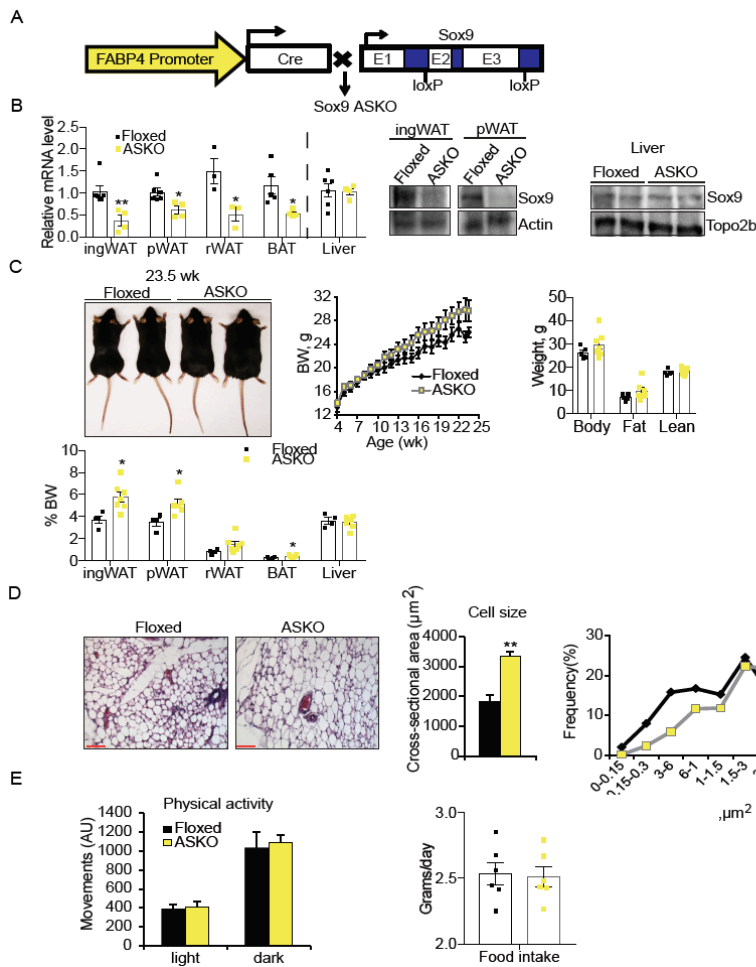 A
FABP4 Promoter
Cre
Sox9
E1
E2
E3
loxP
loxP
Sox9 ASKO
B
Relative mRNA level
2.5
2.0
1.5
1.0
0.5
0
Floxed
ASKO
**
*
*
*
ingWAT
pWAT
rWAT
BAT
Liver
ingWAT
pWAT
Floxed
ASKO
Floxed
ASKO
Sox9
Actin
Liver
Floxed
ASKO
Sox9
Topo2b
C
23.5 wk
Floxed
ASKO
BW, g
32
28
24
20
16
12
Floxed
ASKO
4 7 10 13 16 19 22 25
Age (wk)
Weight, g
50
40
30
20
10
0
Body
Fat
Lean
% BW
10
8
6
4
2
0
Floxed
ASKO
*
*
*
ingWAT
pWAT
rWAT
BAT
Liver
D
Floxed
ASKO
Cell size
Cross-sectional area (µm²)
4000
3000
2000
1000
0
**
Frequency(%)
30
20
10
0
0-0.15
0.15-0.3
3-6
6-1
1-1.5
1.5-3
,µm²
E
Physical activity
Movements (AU)
1400
1200
1000
800
600
400
200
0
Floxed
ASKO
light
dark
Grams/day
3.0
2.5
2.0
Food intake